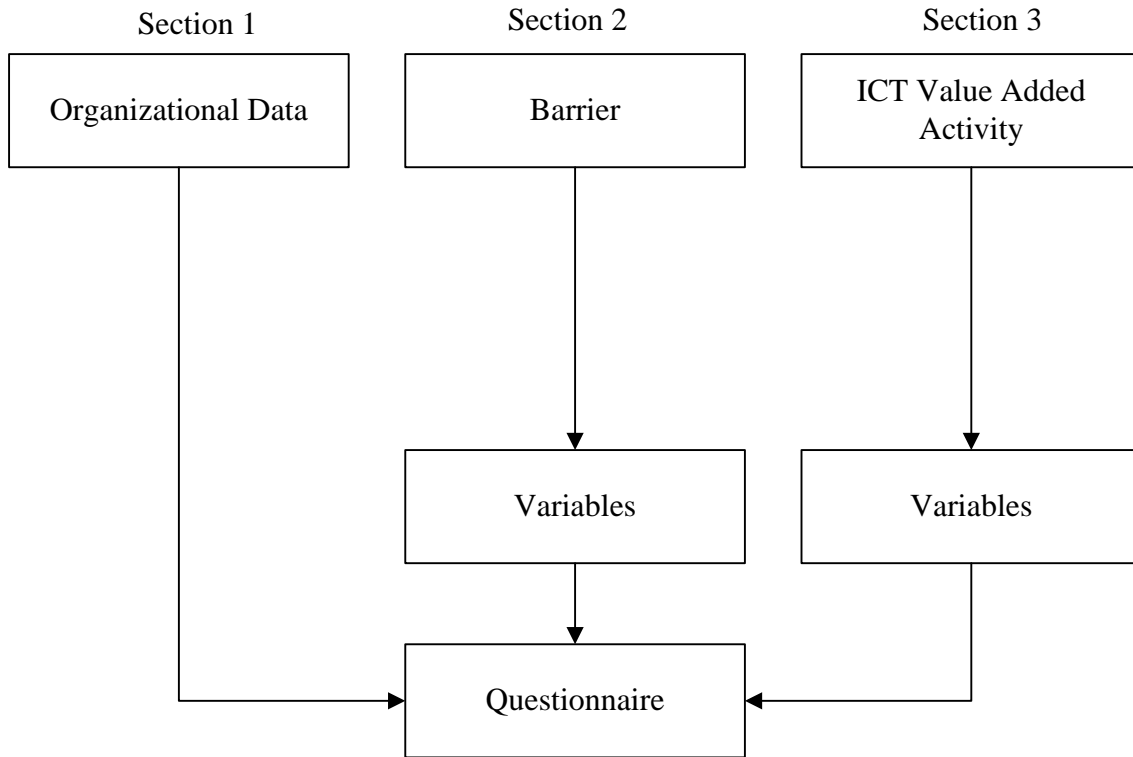 Section 1
Section 2
Section 3
Organizational Data
Barrier
ICT Value Added
Activity
Variables
Variables
Questionnaire